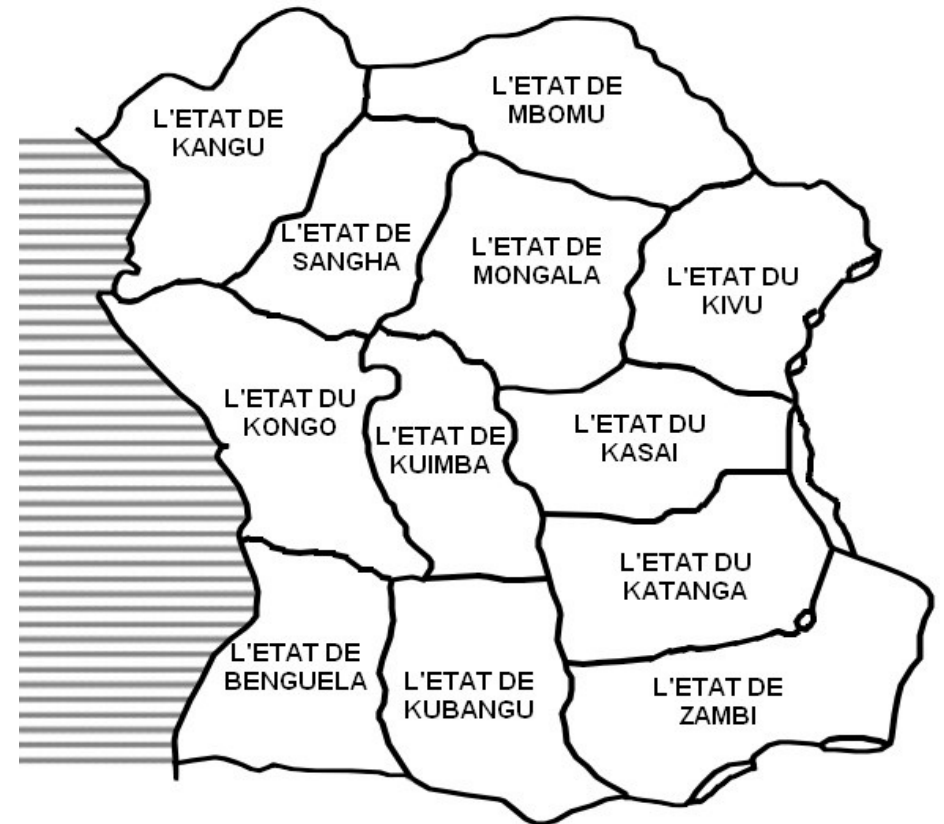 L'ETAT DE
MBOMU
L'ETAT DE
KANGU
L'ETAT DE
SANGHA
L'ETAT DE
MONGALA
L'ETAT DU
KIVU
L'ETAT DU
KONGO
L'ETAT DE
KUIMBA
L'ETAT DU
KASAI
L'ETAT DU
KATANGA
L'ETAT DE
BENGUELA
L'ETAT DE
KUBANGU
L'ETAT DE
ZAMBI